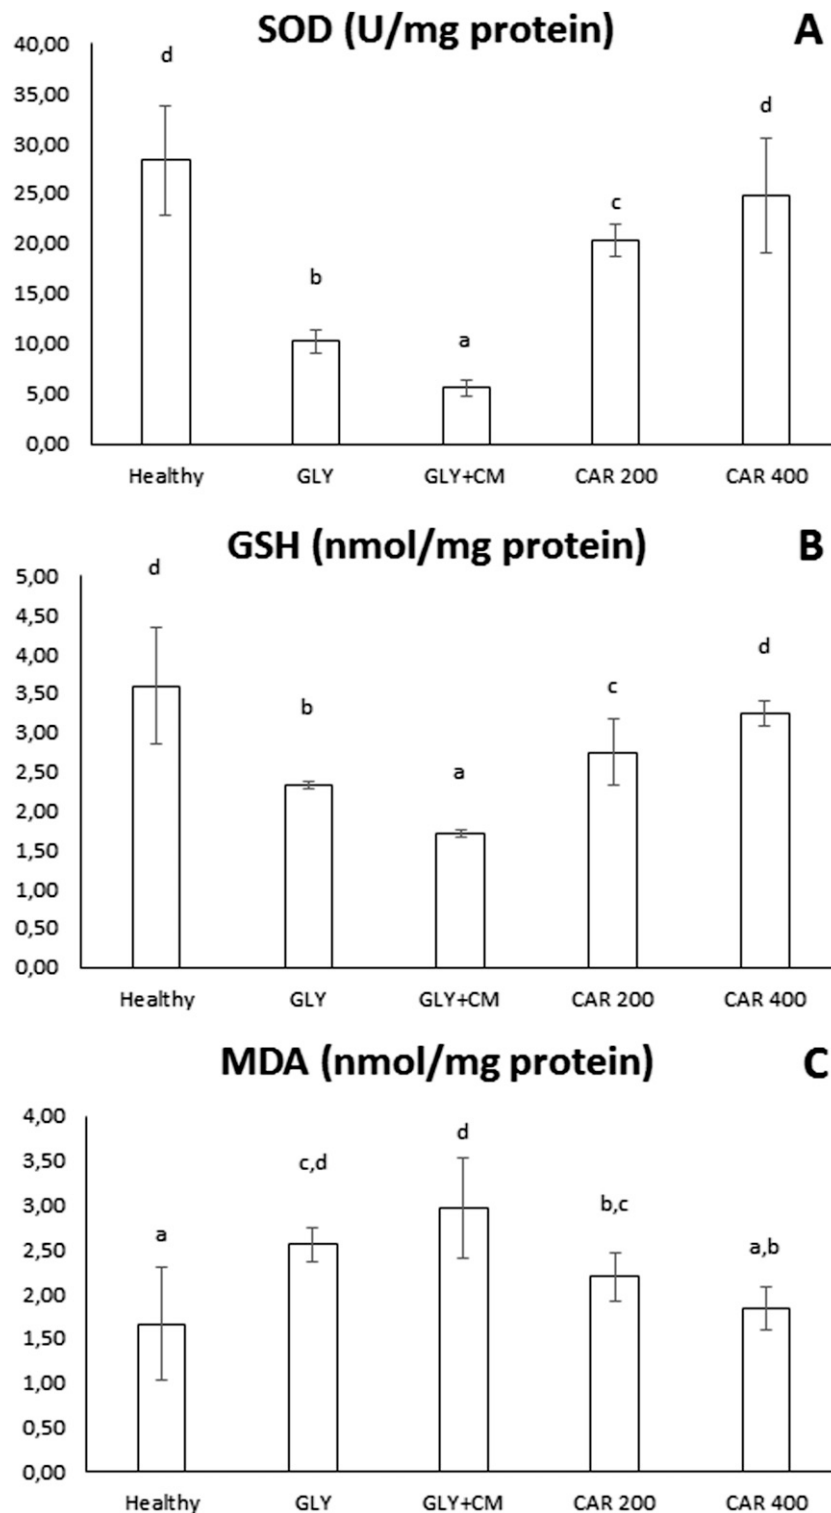 SOD (U/mg protein) A
40,00
d
35,00
d
30,00
25,00
c
20,00
b
15,00
a
10,00
5,00
0,00
Healthy GLY GLY+CM CAR 200 CAR 400
GSH (nmol/mg protein) B
5,00
d
4,50
d
4,00
3,50
c
b
3,00
2,50
a
2,00
1,50
1,00
0,50
0,00
Healthy GLY GLY+CM CAR 200 CAR 400
MDA (nmol/mg protein) C
4,00
d
3,50
c,d
3,00
b,c
a
a,b
2,50
2,00
1,50
1,00
0,50
0,00
Healthy GLY GLY+CM CAR 200 CAR 400